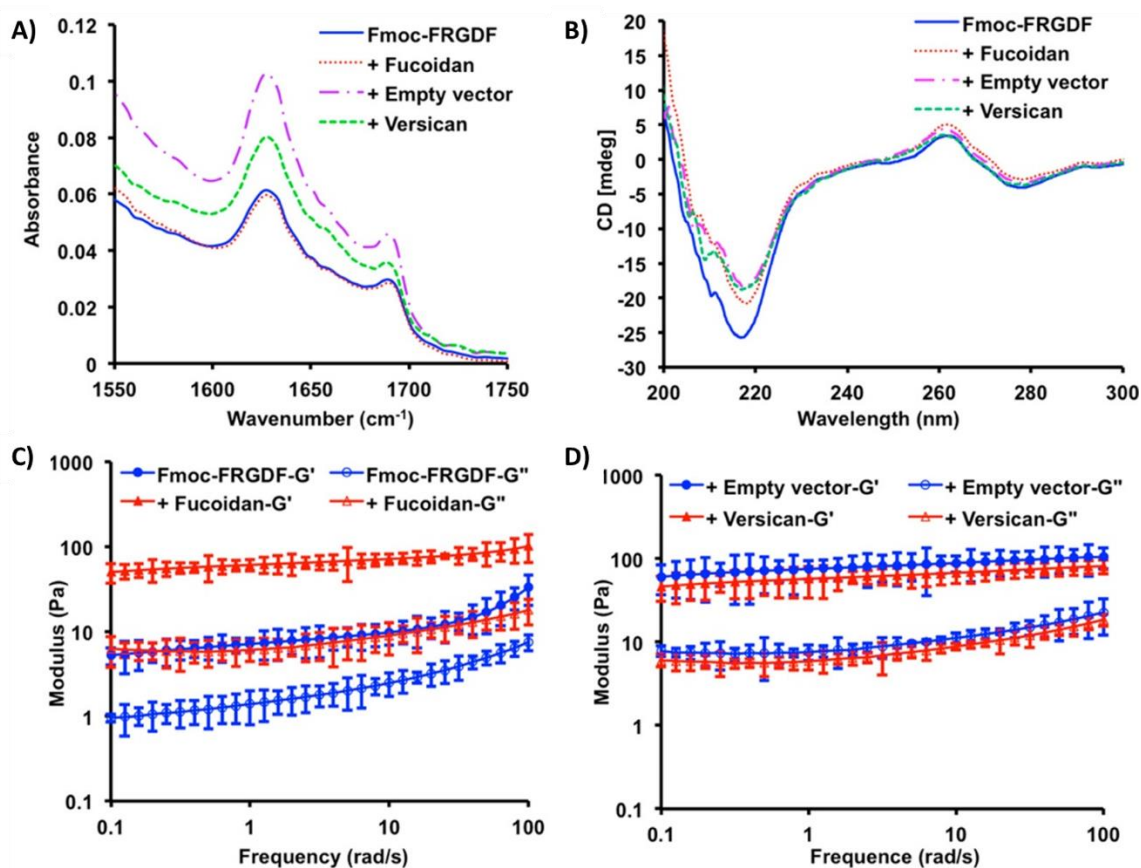 A)
Fmoc-FRGDF
+ Fucoidan
+ Empty vector
+ Versican
Absorbance
0.12
0.1
0.08
0.06
0.04
0.02
0
1550 1600 1650 1700 1750
Wavenumber (cm⁻¹)
B)
Fmoc-FRGDF
+ Fucoidan
+ Empty vector
+ Versican
CD [mdeg]
20
15
10
5
0
-5
-10
-15
-20
-25
-30
200 220 240 260 280 300
Wavelength (nm)
C)
Fmoc-FRGDF-G' Fmoc-FRGDF-G"
+ Fucoidan-G' + Fucoidan-G"
Modulus (Pa)
1000
100
10
1
0.1
0.1 1 10 100
Frequency (rad/s)
D)
+ Empty vector-G' + Empty vector-G"
+ Versican-G' + Versican-G"
Modulus (Pa)
1000
100
10
1
0.1
0.1 1 10 100
Frequence (rad/s)